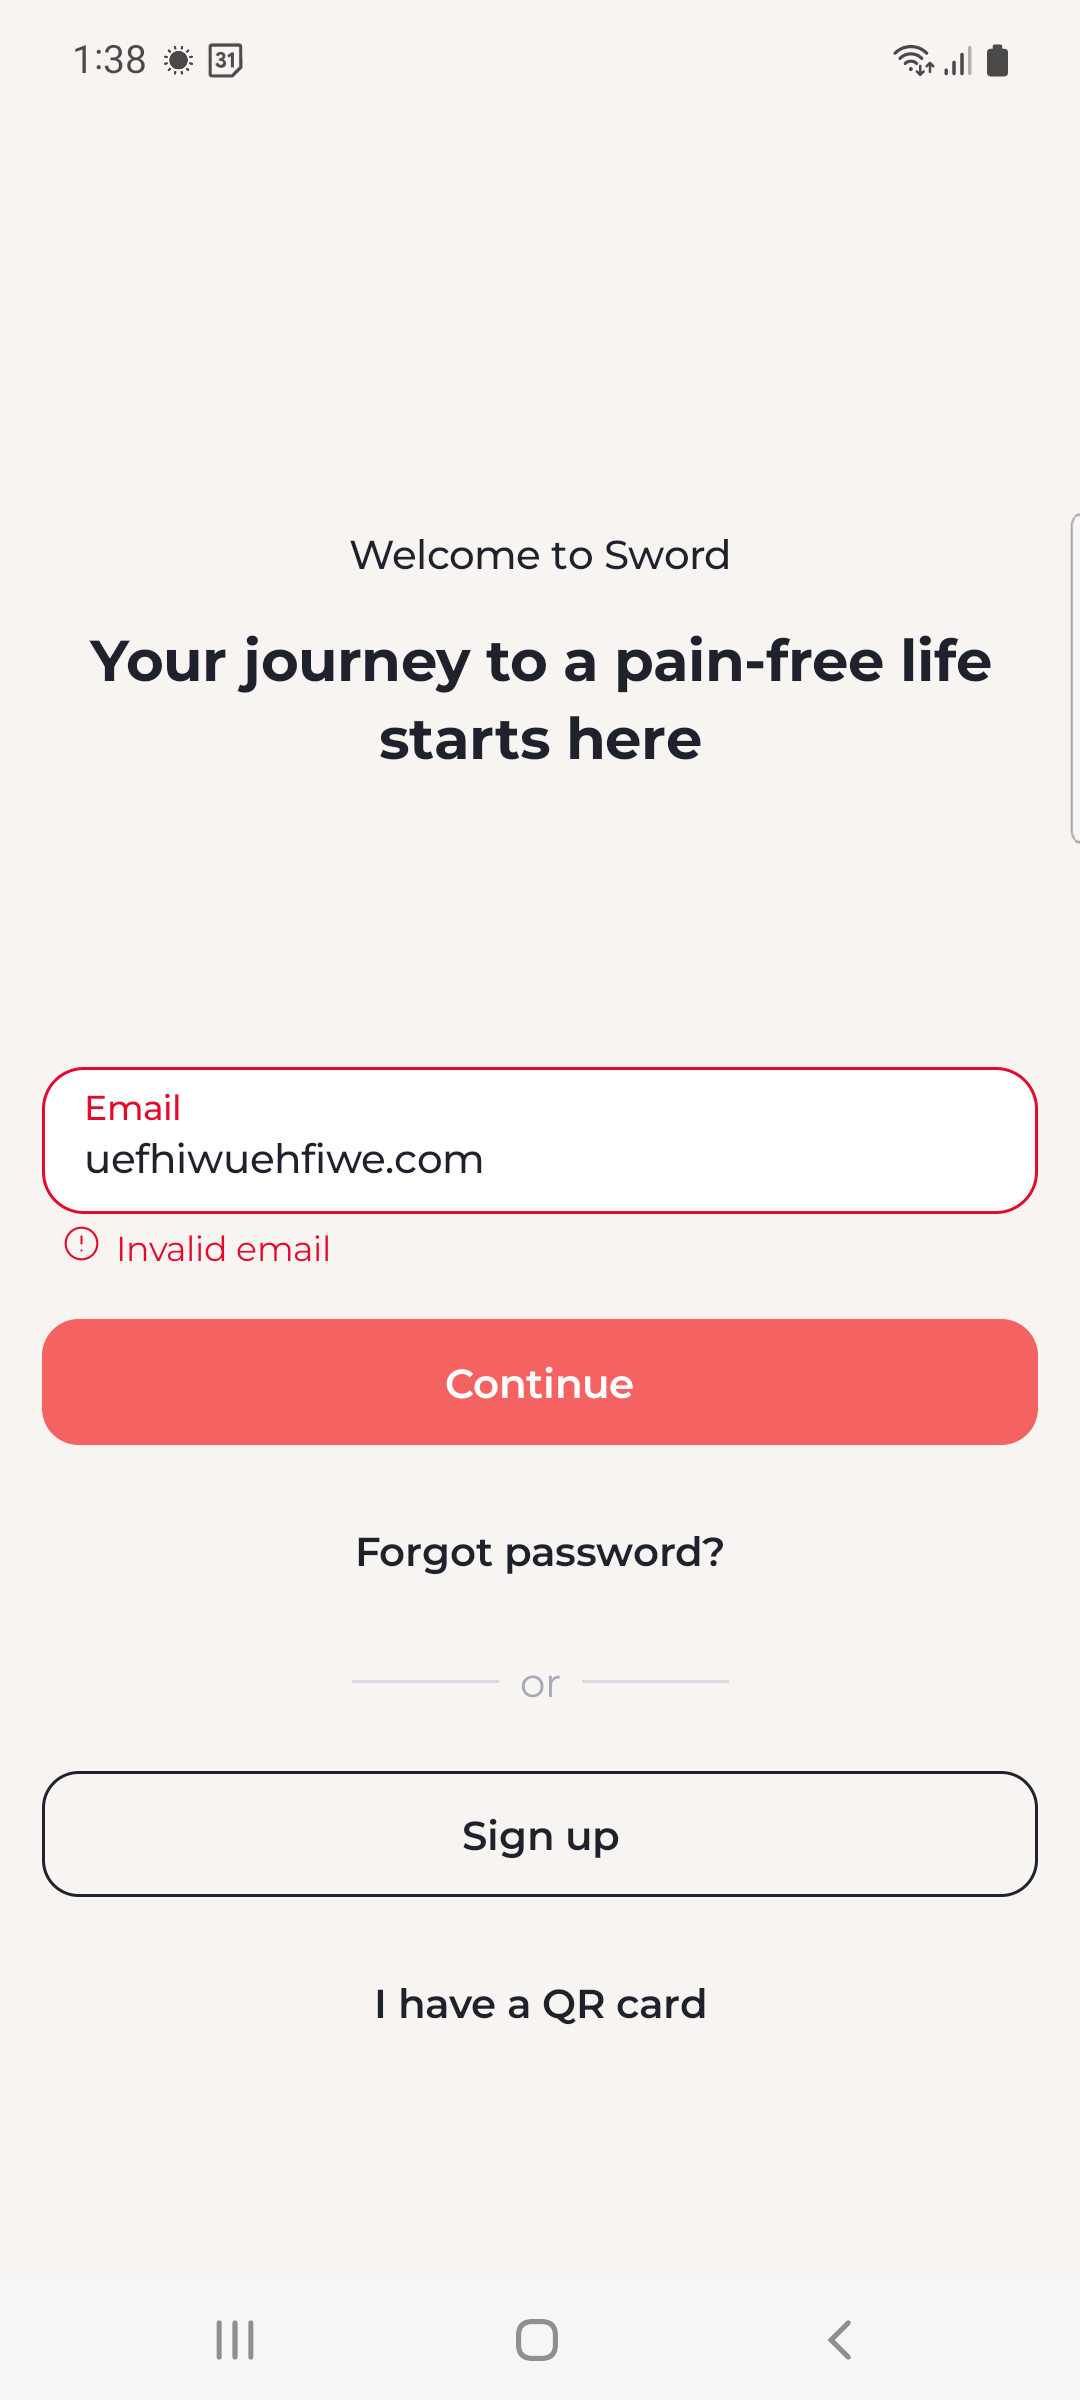 1:38
31
Welcome to Sword
Your journey to a pain-free life
starts here
Email
uefhiwuehfiwe.com
Invalid email
Continue
Forgot password?
or
Sign up
I have a QR card